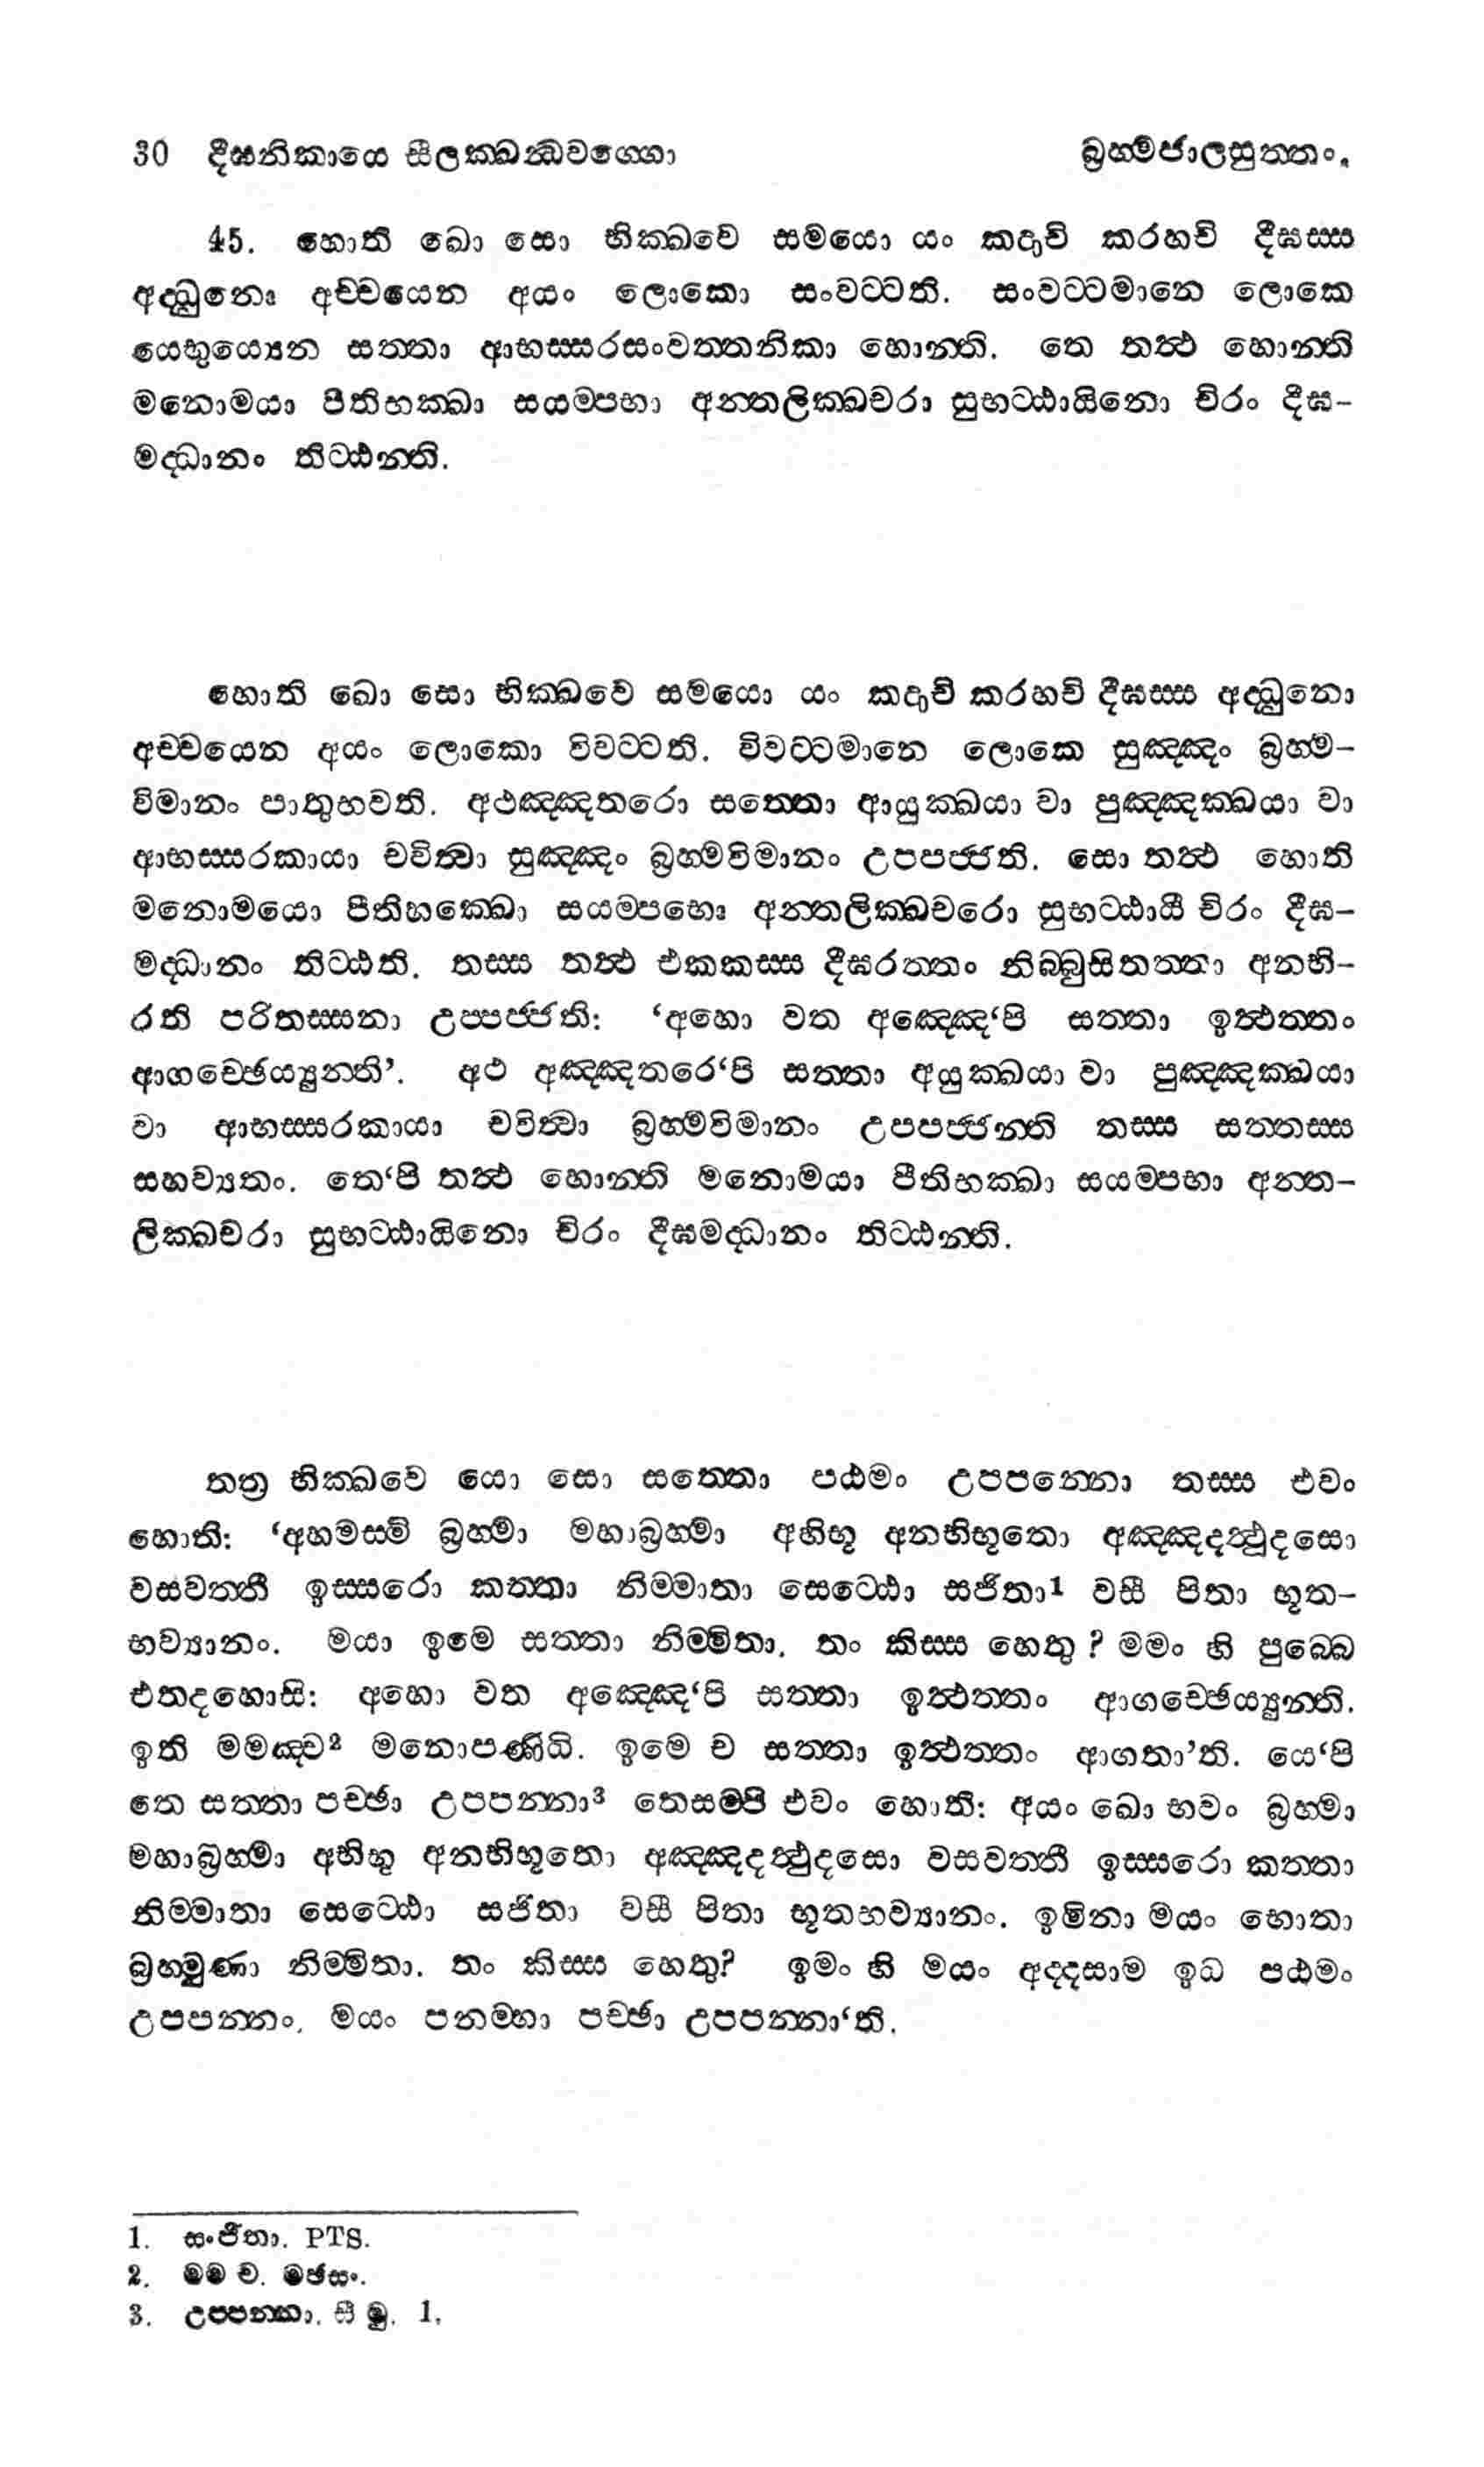 30 දීඝනිකායෙ සීලක්ඛන්ධවග්ගො බ්‍රහ්මජාලසුත්තං.
45. හොති ඛො සො භික්ඛවෙ සමයො යං කදාචි කරහචි දීඝස්ස
අද්ධුනො අච්චයෙන අයං ලොකො සංවට්ටති. සංවට්ටමානෙ ලොකෙ
යෙභුය්‍යෙන සත්තා ආභස්සරසංවත්තනිකා හොන්ති. තෙ තත්‍ථ හොන්ති
මනොමයා පීතිභක්ඛා සයම්පභා අන්තලික්ඛචරා සුභට්ඨායිනො චිරං දීඝ-
මද්ධානං තිට්ඨන්ති.
හොති ඛො සො භික්ඛවෙ සමයො යං කදාචි කරහචි දීඝස්ස අද්ධුනො
අච්චයෙන අයං ලොකො විවට්ටති. විවට්ටමානෙ ලොකෙ සුඤ්ඤං බ්‍රහ්ම-
විමානං පාතුභවති. අථඤ්ඤතරො සත්තො ආයුක්ඛයා වා පුඤ්ඤක්ඛයා වා
ආභස්සරකායා චවිත්‍වා සුඤ්ඤං බ්‍රහ්මවිමානං උපපජ්ජති. සො තත්‍ථ හොති
මනොමයො පීතිභක්ඛො සයම්පභො අන්තලික්ඛචරො සුභට්ඨායී චිරං දීඝ-
මද්ධානං තිට්ඨති. තස්ස තත්‍ථ එකකස්ස දීඝරත්තං නිබ්බුසිතත්තා අනභි-
රති පරිතස්සනා උප්පජ්ජති: ‘අහො වත අඤ්ඤෙ‘පි සත්තා ඉත්‍ථත්තං
ආගච්ඡෙය්‍යුන්ති’. අථ අඤ්ඤතරෙ‘පි සත්තා අයුක්ඛයා වා පුඤ්ඤක්ඛයා
වා ආභස්සරකායා චවිත්‍වා බ්‍රහ්මවිමානං උපපජ්ජන්ති තස්ස සත්තස්ස
සහව්‍යතං. තෙ‘පි තත්‍ථ හොන්ති මනොමයා පීතිභක්ඛා සයම්පභා අන්ත-
ලික්ඛචරා සුභට්ඨායිනො චිරං දීඝමද්ධානං තිට්ඨන්ති.
තත්‍ර භික්ඛවෙ යො සො සත්තො පඨමං උපපන්නො තස්ස එවං
හොති: ‘අහමස්මි බ්‍රහ්මා මහාබ්‍රහ්මා අභිභූ අනභිභූතො අඤ්ඤදත්‍ථුදසො
වසවත්තී ඉස්සරො කත්තා නිම්මාතා සෙට්ඨො සජිතා1 වසී පිතා භූත-
භව්‍යානං. මයා ඉමෙ සත්තා නිම්මිතා. තං කිස්ස හෙතු ? මමං හි පුබ්බෙ
එතදහොසි: අහො වත අඤ්ඤෙ‘පි සත්තා ඉත්‍ථත්තං ආගච්ඡෙය්‍යුන්ති.
ඉති මමඤ්ච2 මනොපණිධි. ඉමෙ ච සත්තා ඉත්‍ථත්තං ආගතා’ති. යෙ‘පි
තෙ සත්තා පච්ඡා උපපන්නා3 තෙසම්පි එවං හොති: අයං ඛො භවං බ්‍රහ්මා
මහාබ්‍රහ්මා අභිභූ අනභිභූතො අඤ්ඤදත්‍ථුදසො වසවත්තී ඉස්සරො කත්තා
නිම්මාතා සෙට්ඨො සජිතා වසී පිතා භූතභව්‍යානං. ඉමිනා මයං භොතා
බ්‍රහ්මුණා නිම්මිතා. තං කිස්ස හෙතු? ඉමං හි මයං අද්දසාම ඉධ පඨමං
උපපන්නං. මයං පනම්හා පච්ඡා උපපන්නා‘ති.
1. සංජිතා. PTS.
2. මම ච. මඡසං.
3. උප්පන්නා. සී මු. 1.